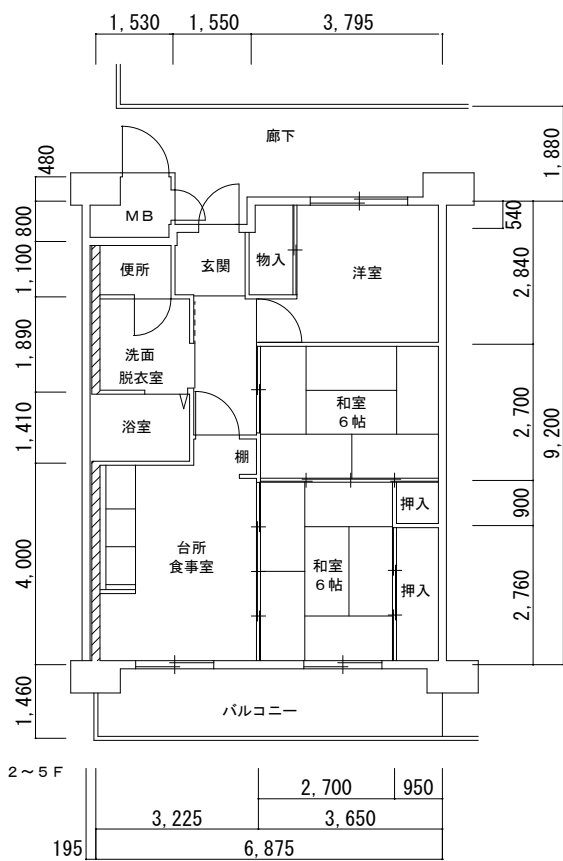 1,530
1,550
3,795
廊下
480
1,880
MB
800
540
便所
玄関
物入
洋室
1,100
2,840
洗面
脱衣室
1,890
和室
6帖
2,700
9,200
浴室
1,410
棚
押入
900
台所
食事室
和室
6帖
押入
4,000
2,760
バルコニー
1,460
2~5F
2,700
950
3,225
3,650
195
6,875